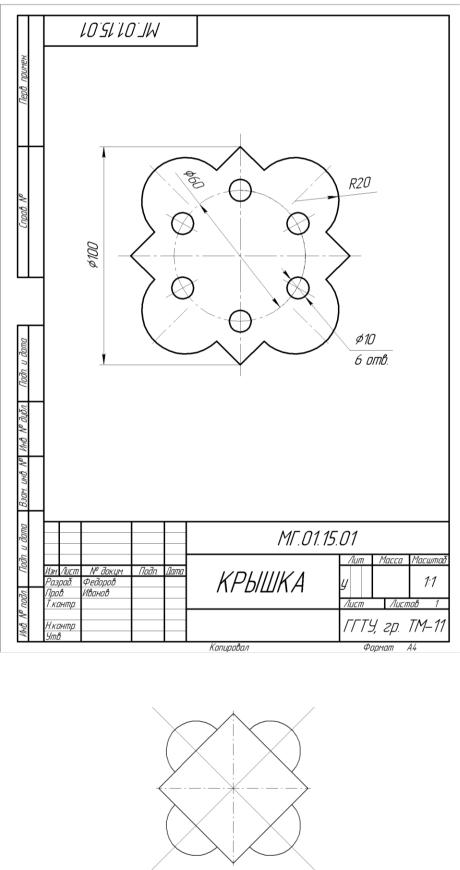 МГ.01.15.01
Перв. примен.
Справ. №
Подп. и дата
Инв. № дубл.
Взам. инв. №
Подп. и дата
Инв. № подл.
⌀60
R20
⌀100
⌀10
6 отв.
МГ.01.15.01
Изм. Лист № докум. Подп. Дата
Разраб. Федоров
Пров. Иванов
Т.контр.
Н.контр.
Утв.
КРЫШКА
Лит. Масса Масштаб
у 1:1
Лист Листов 1
ГГТУ, гр. ТМ-11
Копировал Формат А4